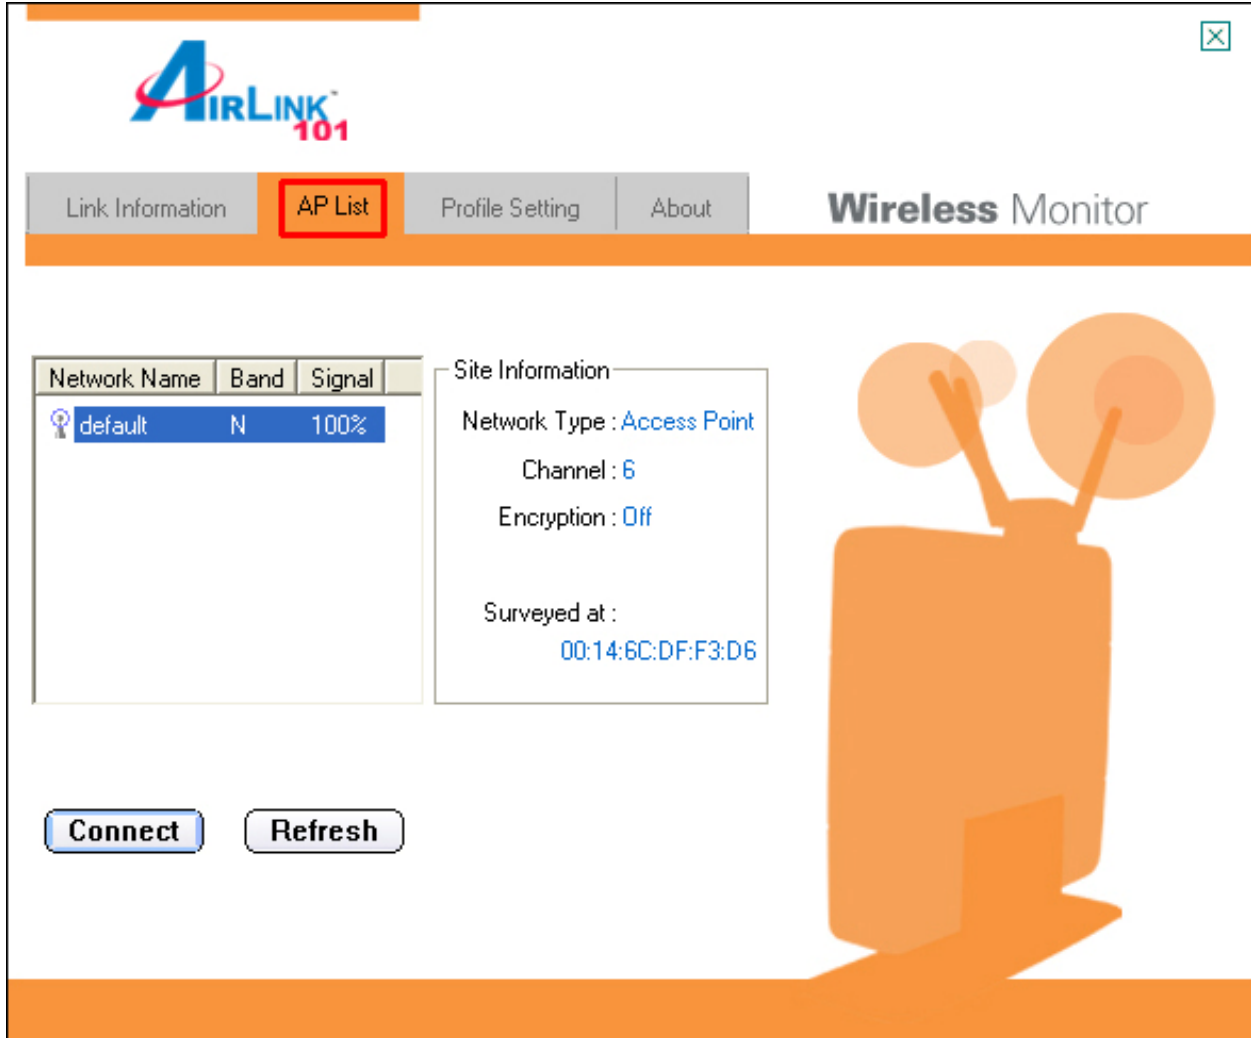 AIRLINK™
101
Link Information AP List Profile Setting About Wireless Monitor
Network Name Band Signal
default N 100%
Site Information
Network Type : Access Point
Channel : 6
Encryption : Off
Surveyed at :
00:14:6C:DF:F3:D6
Connect Refresh